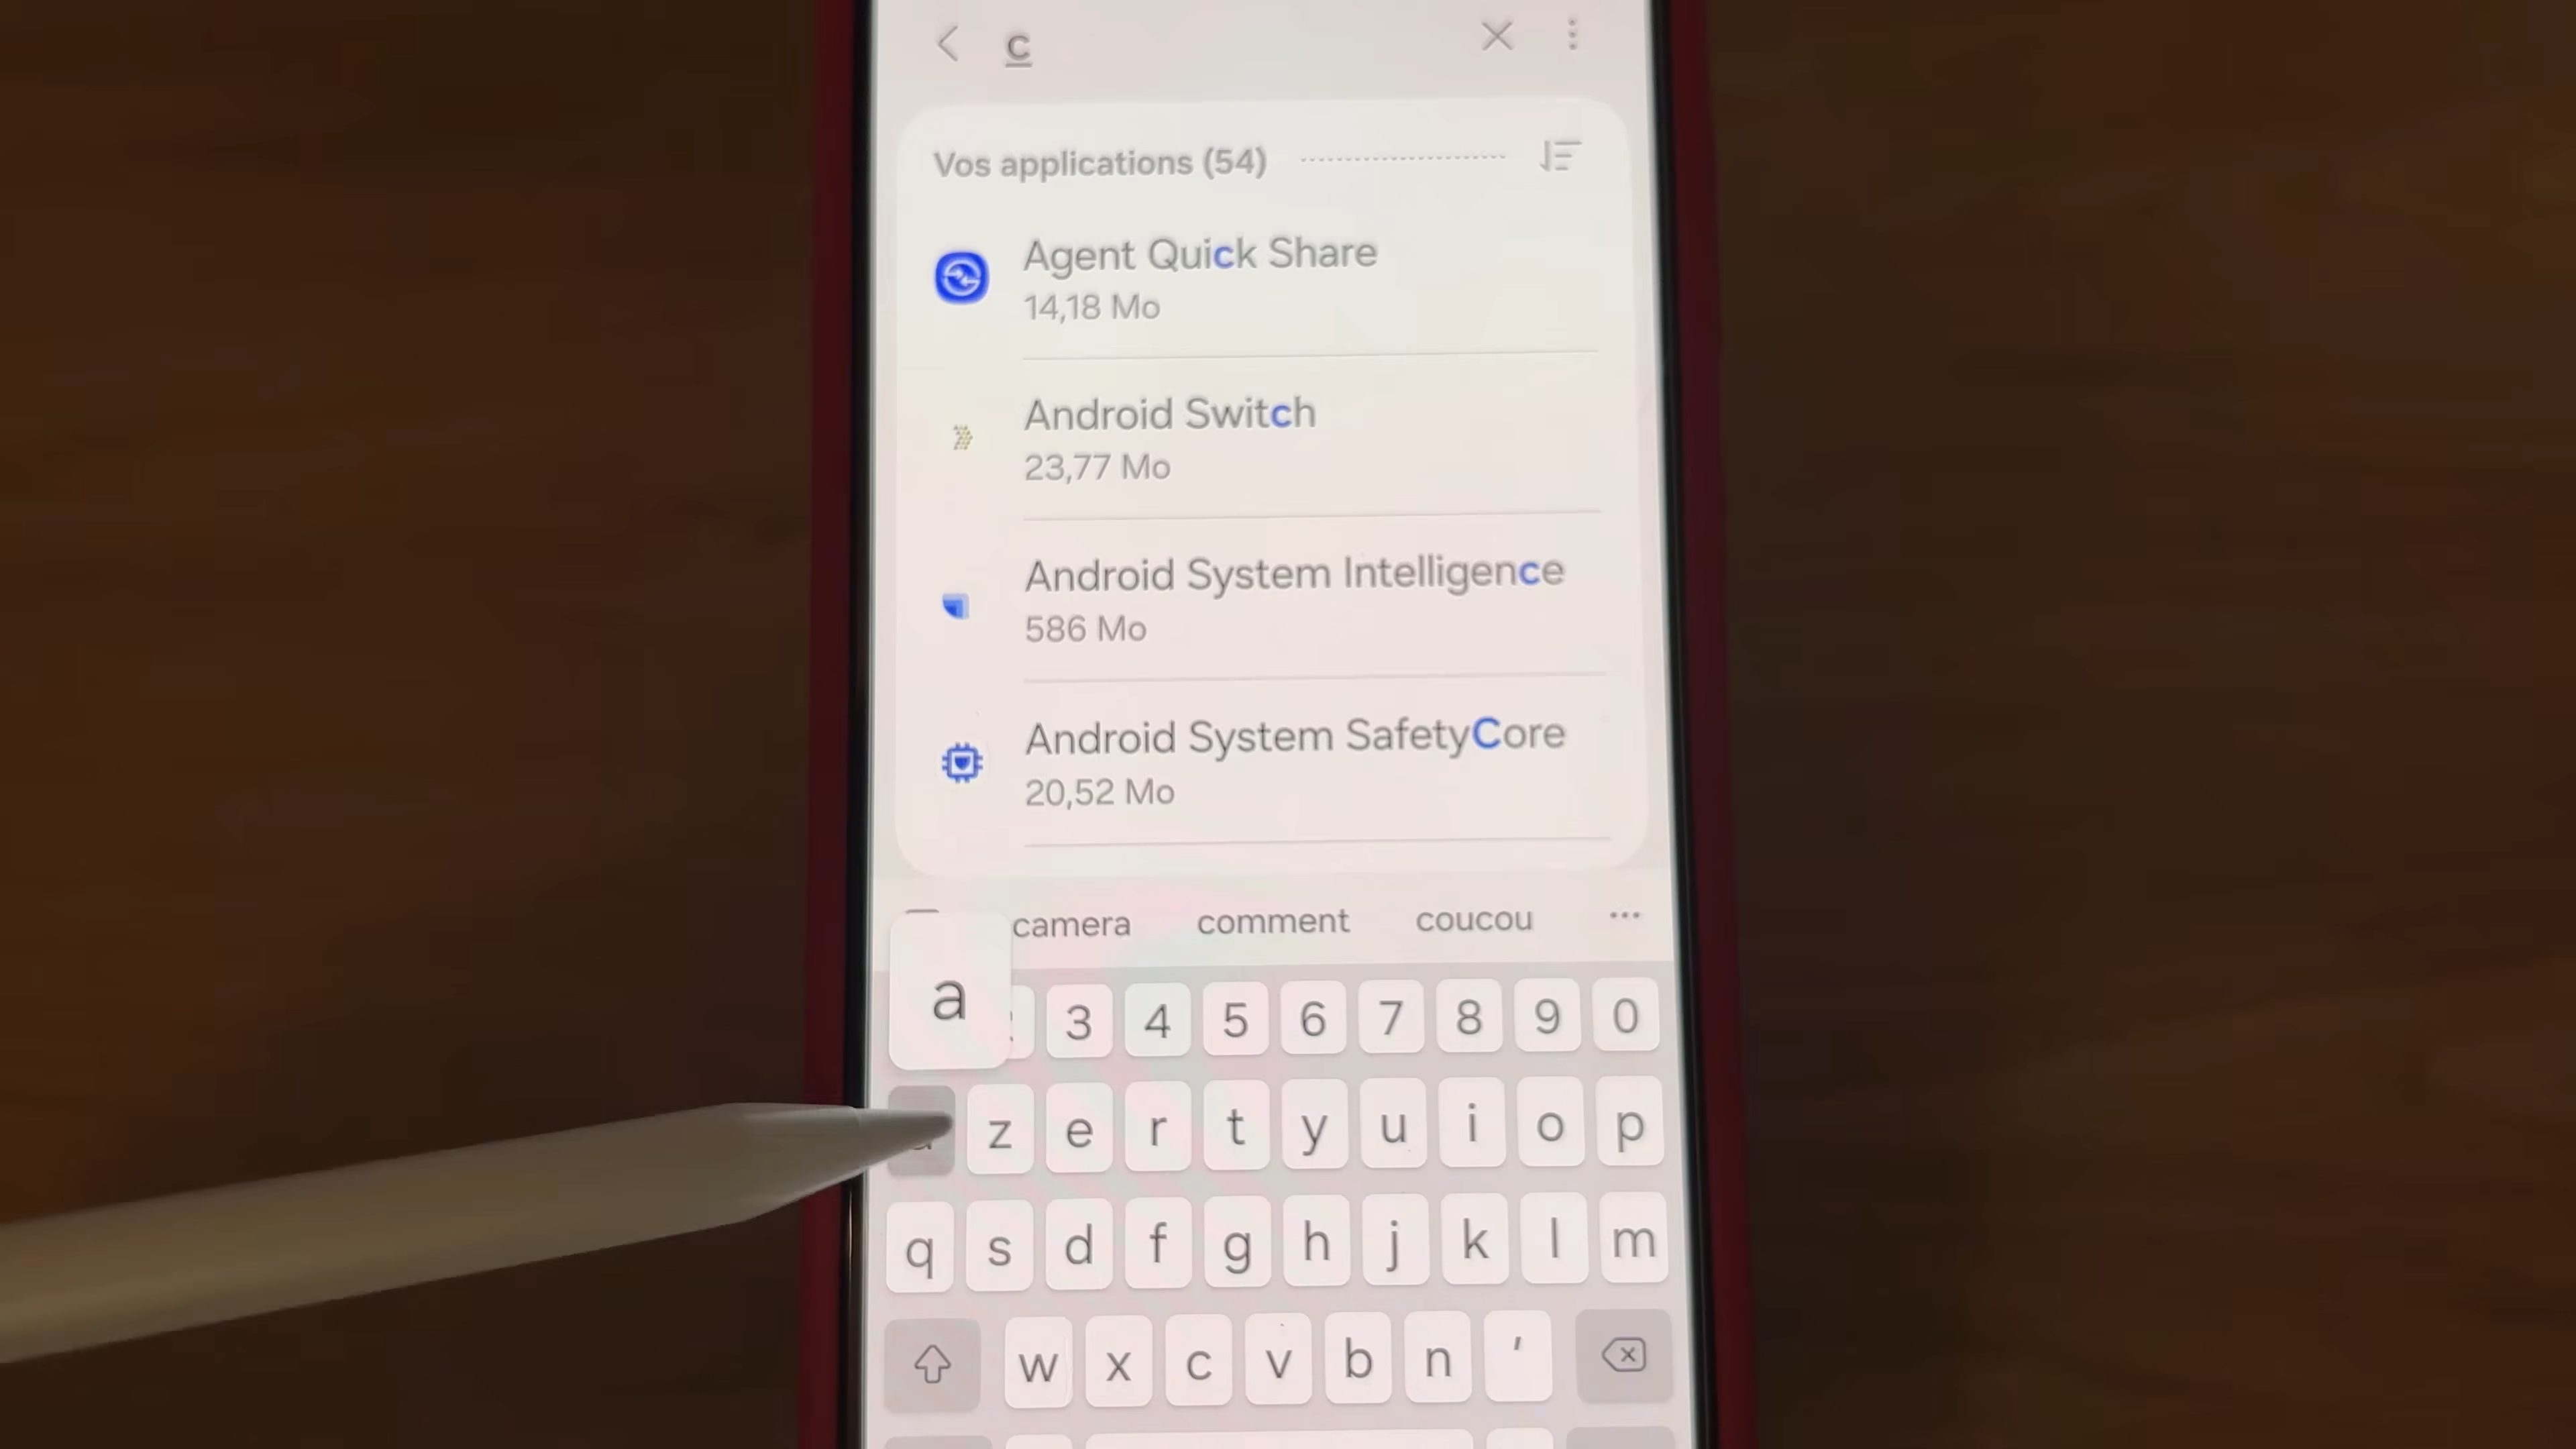 c
Vos applications (54)
Agent Quick Share
14,18 Mo
Android Switch
23,77 Mo
Android System Intelligence
586 Mo
Android System SafetyCore
20,52 Mo
camera comment coucou
a
3 4 5 6 7 8 9 0
z e r t y u i o p
q s d f g h j k l m
w x c v b n '